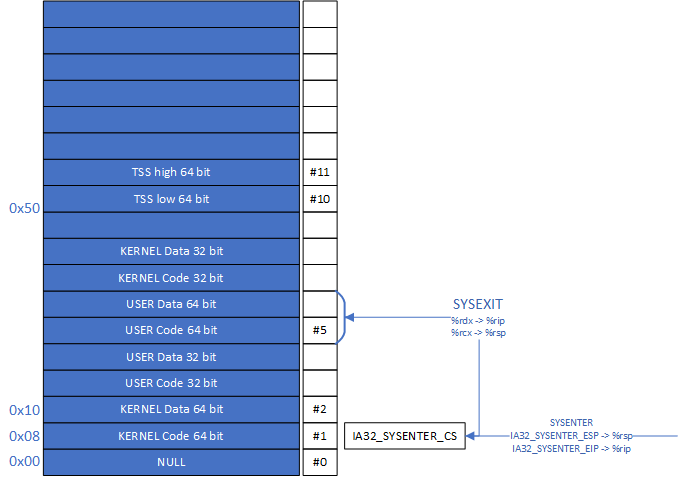 TSS high 64 bit #11
TSS low 64 bit #10
0x50
KERNEL Data 32 bit
KERNEL Code 32 bit
USER Data 64 bit
USER Code 64 bit #5
USER Data 32 bit
USER Code 32 bit
0x10 KERNEL Data 64 bit #2
0x08 KERNEL Code 64 bit #1
0x00 NULL #0
SYSEXIT
%rdx -> %rip
%rcx -> %rsp
IA32_SYSENTER_CS
SYSENTER
IA32_SYSENTER_ESP -> %rsp
IA32_SYSENTER_EIP -> %rip